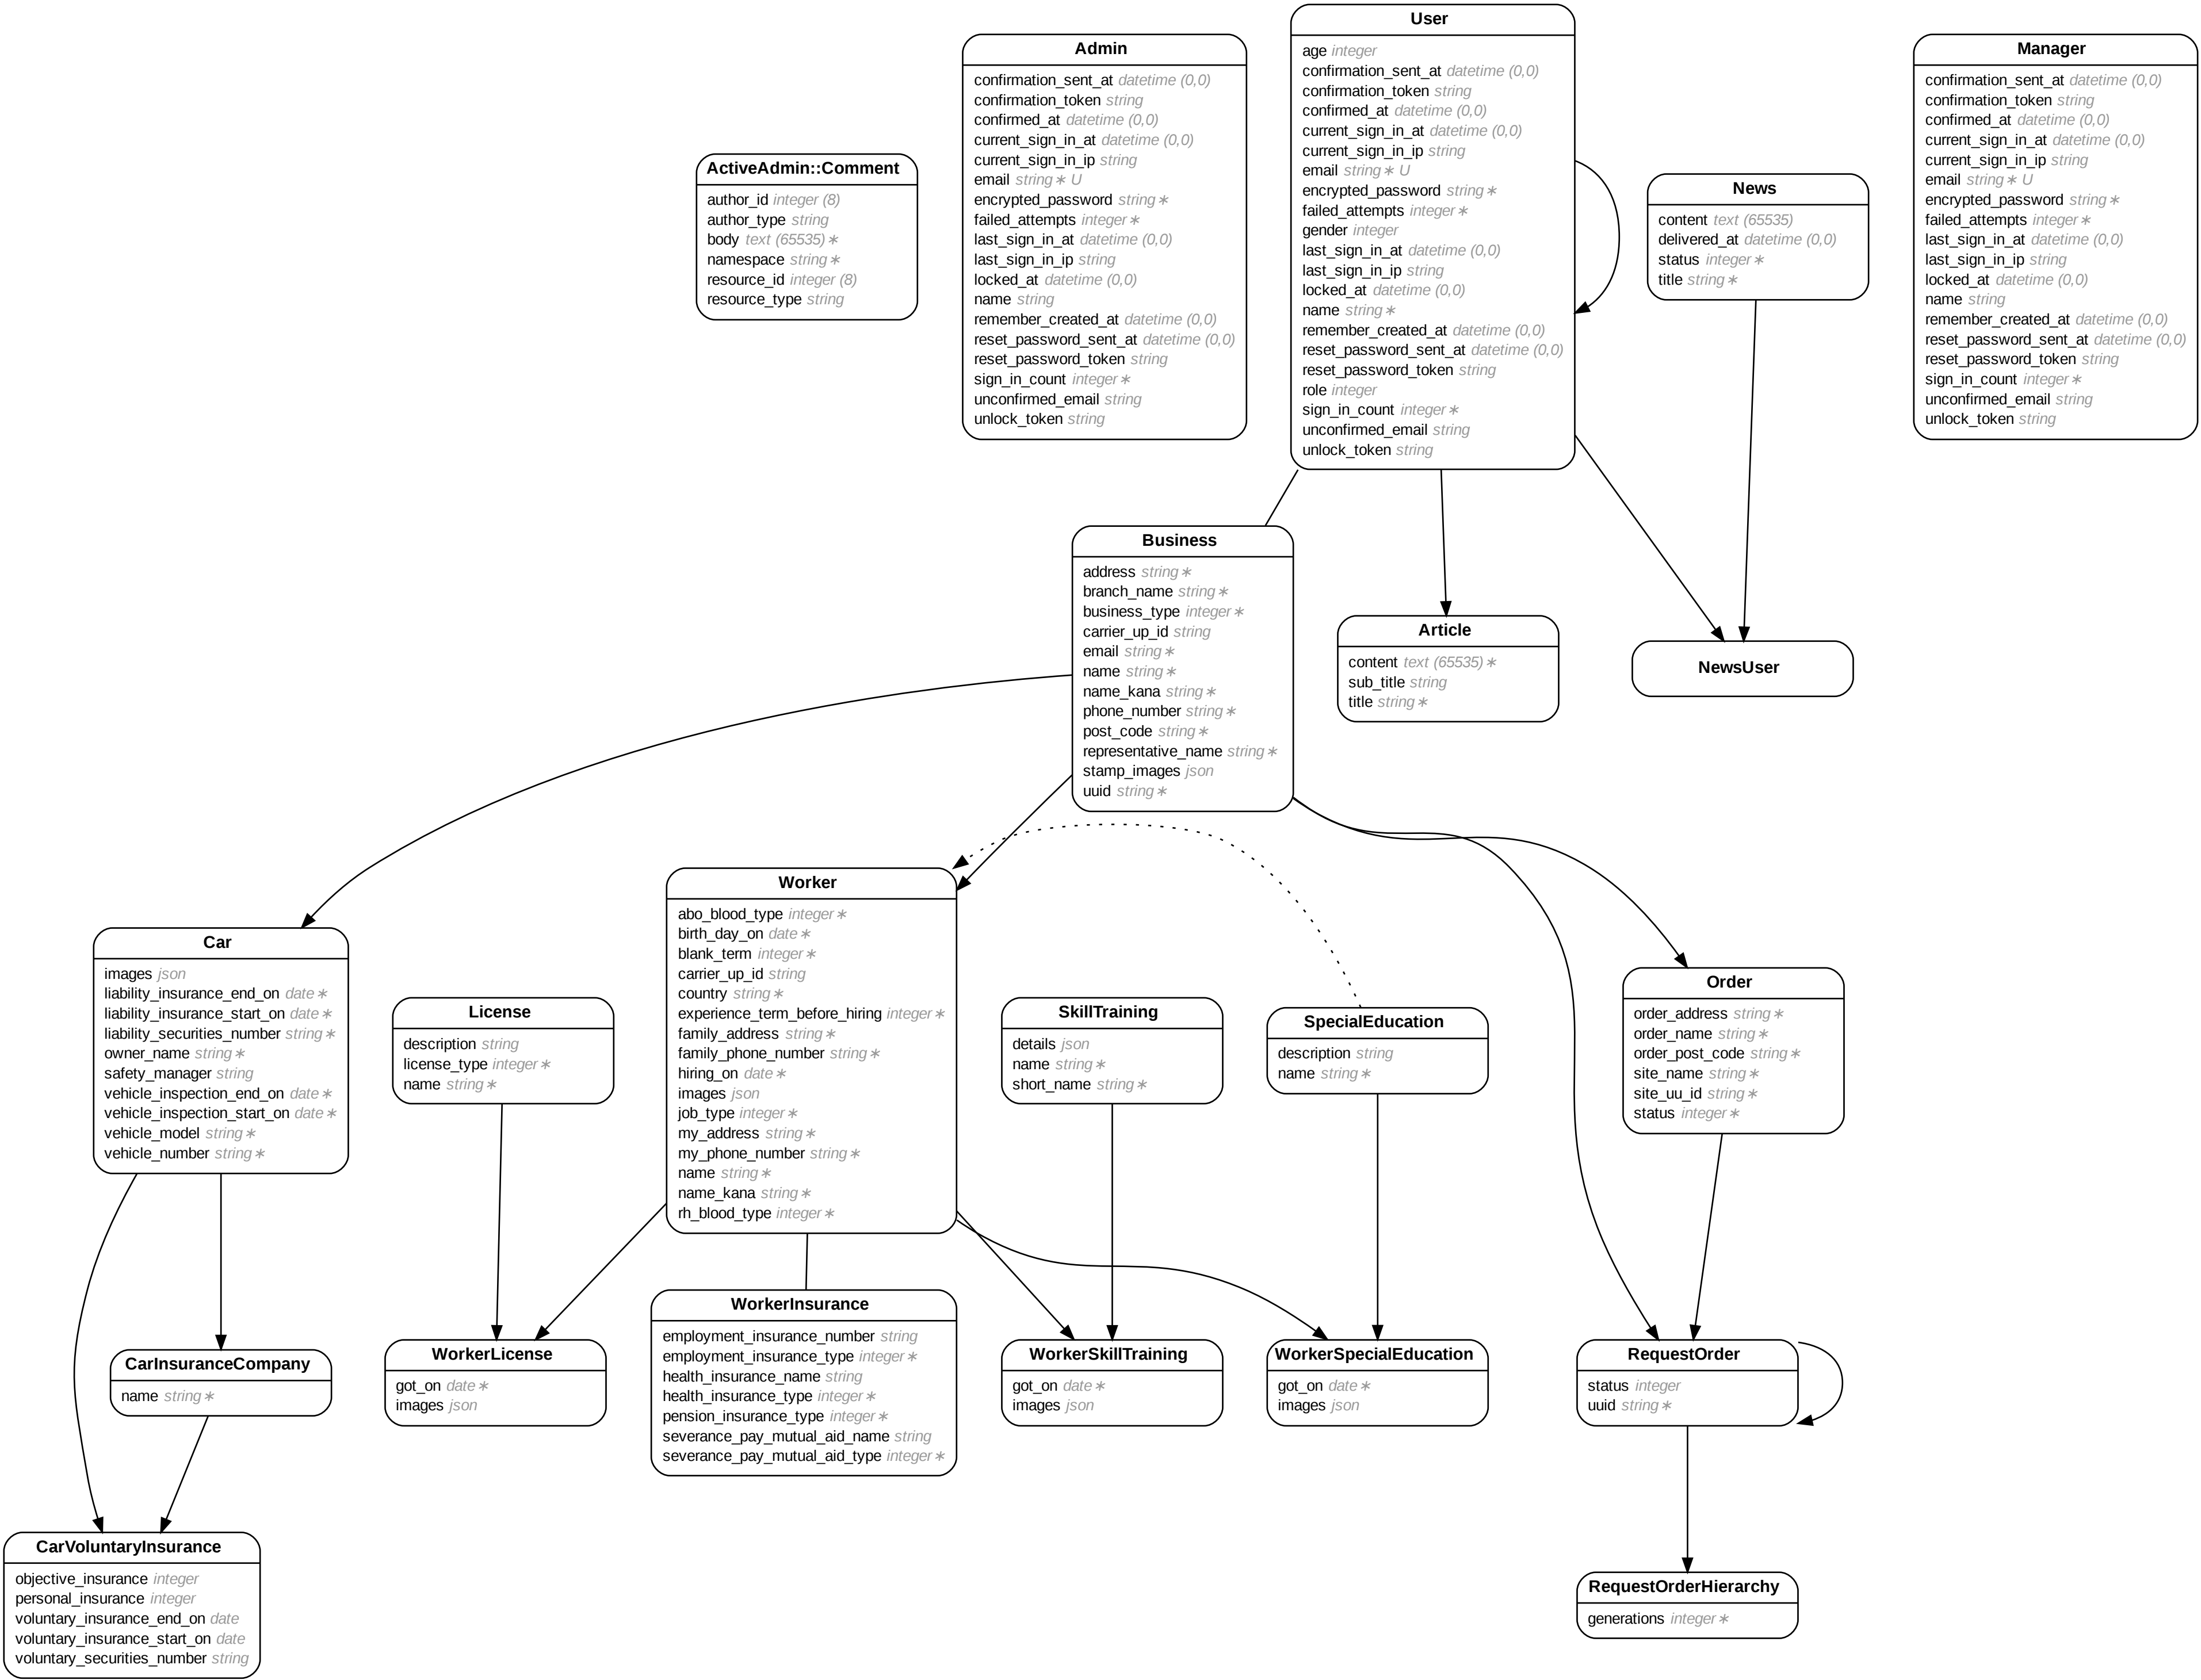 User
age integer
confirmation_sent_at datetime (0,0)
confirmation_token string
confirmed_at datetime (0,0)
current_sign_in_at datetime (0,0)
current_sign_in_ip string
email string∗ U
encrypted_password string∗
failed_attempts integer∗
gender integer
last_sign_in_at datetime (0,0)
last_sign_in_ip string
locked_at datetime (0,0)
name string∗
remember_created_at datetime (0,0)
reset_password_sent_at datetime (0,0)
reset_password_token string
role integer
sign_in_count integer∗
unconfirmed_email string
unlock_token string
Admin
confirmation_sent_at datetime (0,0)
confirmation_token string
confirmed_at datetime (0,0)
current_sign_in_at datetime (0,0)
current_sign_in_ip string
email string∗ U
encrypted_password string∗
failed_attempts integer∗
last_sign_in_at datetime (0,0)
last_sign_in_ip string
locked_at datetime (0,0)
name string
remember_created_at datetime (0,0)
reset_password_sent_at datetime (0,0)
reset_password_token string
sign_in_count integer∗
unconfirmed_email string
unlock_token string
Manager
confirmation_sent_at datetime (0,0)
confirmation_token string
confirmed_at datetime (0,0)
current_sign_in_at datetime (0,0)
current_sign_in_ip string
email string∗ U
encrypted_password string∗
failed_attempts integer∗
last_sign_in_at datetime (0,0)
last_sign_in_ip string
locked_at datetime (0,0)
name string
remember_created_at datetime (0,0)
reset_password_sent_at datetime (0,0)
reset_password_token string
sign_in_count integer∗
unconfirmed_email string
unlock_token string
ActiveAdmin::Comment
author_id integer (8)
author_type string
body text (65535)∗
namespace string∗
resource_id integer (8)
resource_type string
News
content text (65535)
delivered_at datetime (0,0)
status integer∗
title string∗
Business
address string∗
branch_name string∗
business_type integer∗
carrier_up_id string
email string∗
name string∗
name_kana string∗
phone_number string∗
post_code string∗
representative_name string∗
stamp_images json
uuid string∗
Article
content text (65535)∗
sub_title string
title string∗
NewsUser
Worker
abo_blood_type integer∗
birth_day_on date∗
blank_term integer∗
carrier_up_id string
country string∗
experience_term_before_hiring integer∗
family_address string∗
family_phone_number string∗
hiring_on date∗
images json
job_type integer∗
my_address string∗
my_phone_number string∗
name string∗
name_kana string∗
rh_blood_type integer∗
Car
images json
liability_insurance_end_on date∗
liability_insurance_start_on date∗
liability_securities_number string∗
owner_name string∗
safety_manager string
vehicle_inspection_end_on date∗
vehicle_inspection_start_on date∗
vehicle_model string∗
vehicle_number string∗
License
description string
license_type integer∗
name string∗
SkillTraining
details json
name string∗
short_name string∗
SpecialEducation
description string
name string∗
Order
order_address string∗
order_name string∗
order_post_code string∗
site_name string∗
site_uu_id string∗
status integer∗
CarInsuranceCompany
name string∗
WorkerLicense
got_on date∗
images json
WorkerInsurance
employment_insurance_number string
employment_insurance_type integer∗
health_insurance_name string
health_insurance_type integer∗
pension_insurance_type integer∗
severance_pay_mutual_aid_name string
severance_pay_mutual_aid_type integer∗
WorkerSkillTraining
got_on date∗
images json
WorkerSpecialEducation
got_on date∗
images json
RequestOrder
status integer
uuid string∗
CarVoluntaryInsurance
objective_insurance integer
personal_insurance integer
voluntary_insurance_end_on date
voluntary_insurance_start_on date
voluntary_securities_number string
RequestOrderHierarchy
generations integer∗